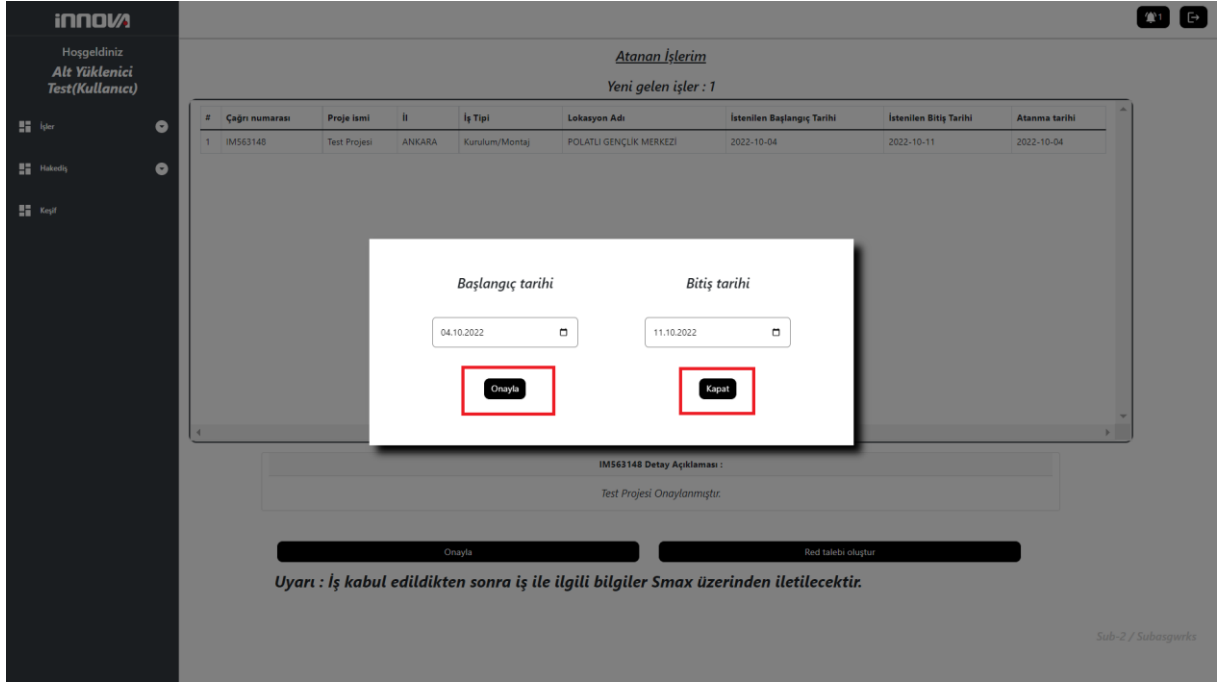 innova
1
Hoşgeldiniz
Alt Yüklenici
Test(Kullanıcı)
İşler
Hakediş
Keşif
Atanan İşlerim
Yeni gelen işler : 1
# Çağrı numarası Proje ismi İl İş Tipi Lokasyon Adı İstenilen Başlangıç Tarihi İstenilen Bitiş Tarihi Atanma tarihi
1 IM563148 Test Projesi ANKARA Kurulum/Montaj POLATLI GENÇLİK MERKEZİ 2022-10-04 2022-10-11 2022-10-04
Başlangıç tarihi Bitiş tarihi
04.10.2022 11.10.2022
Onayla Kapat
IM563148 Detay Açıklaması :
Test Projesi Onaylanmıştır.
Onayla Red talebi oluştur
Uyarı : İş kabul edildikten sonra iş ile ilgili bilgiler Smax üzerinden iletilecektir.
Sub-2 / Subasgwrks